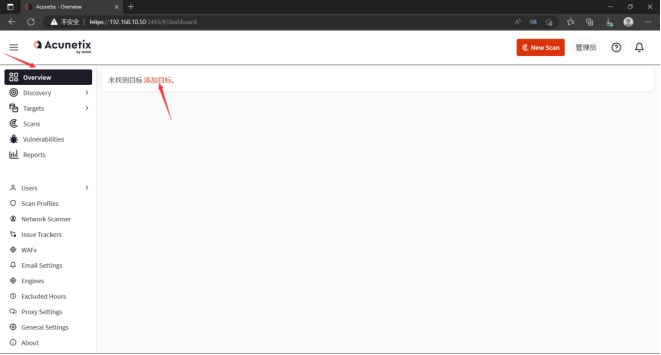 Acunetix - Overview
不安全 | https://192.168.10.50:3443/#/dashboard
Acunetix
by Invicti
New Scan
管理员
Overview
未找到目标 添加目标。
Discovery
Targets
Scans
Vulnerabilities
Reports
Users
Scan Profiles
Network Scanner
Issue Trackers
WAFs
Email Settings
Engines
Excluded Hours
Proxy Settings
General Settings
About